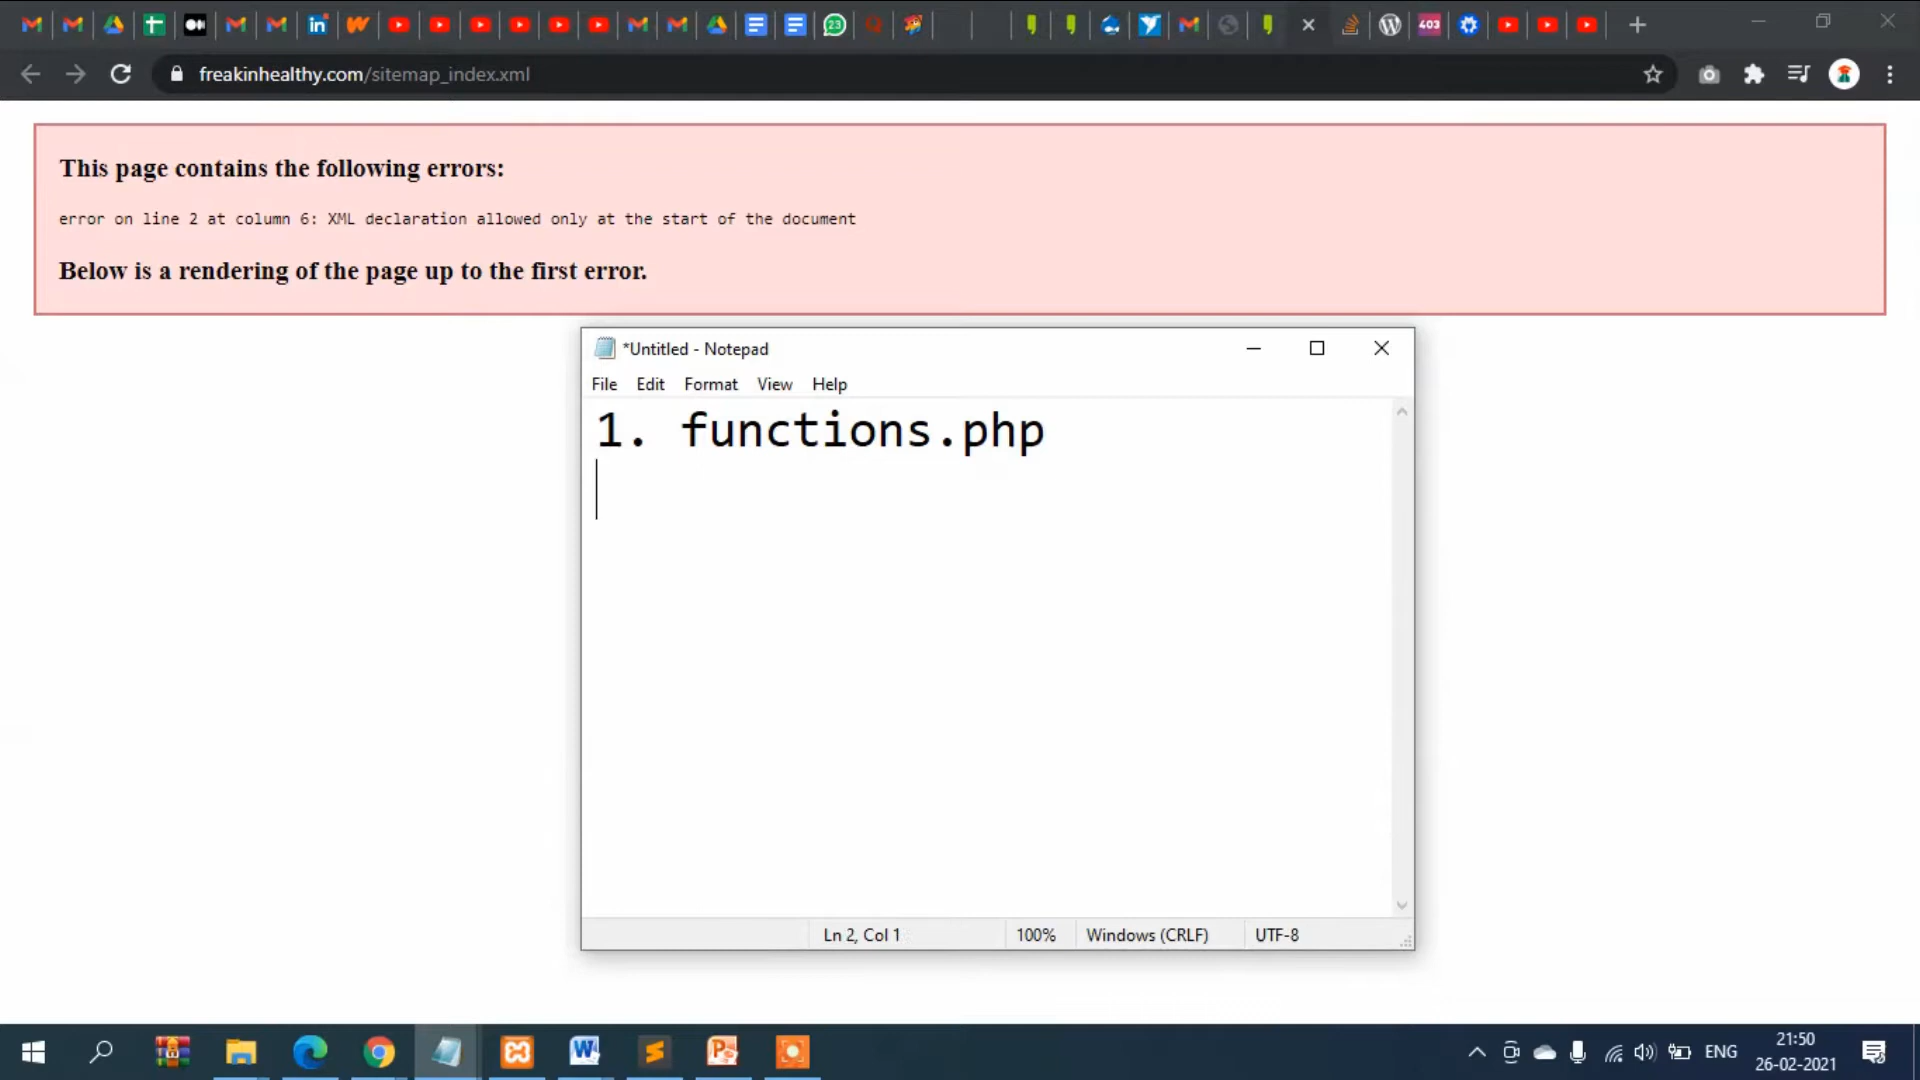 23
403
freakinhealthy.com/sitemap_index.xml
This page contains the following errors:
error on line 2 at column 6: XML declaration allowed only at the start of the document
Below is a rendering of the page up to the first error.
*Untitled - Notepad
File Edit Format View Help
1. functions.php
Ln 2, Col 1 100% Windows (CRLF) UTF-8
ENG
21:50
26-02-2021